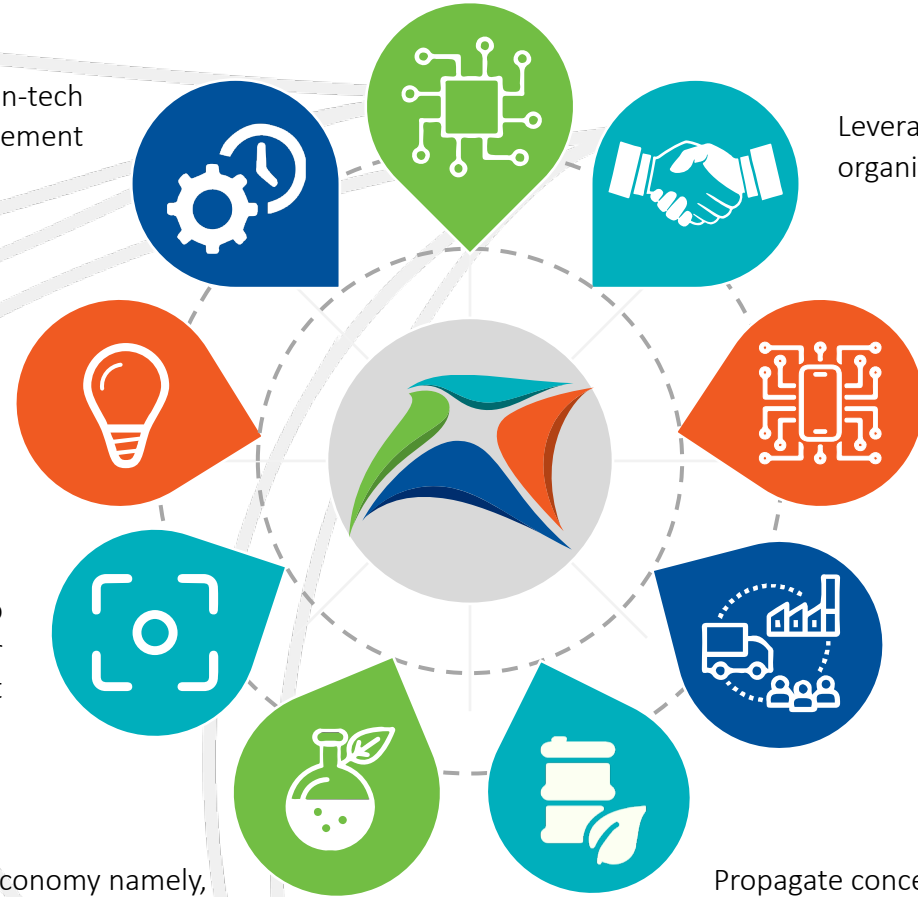 n-tech
ement
Levera
organi
conomy namely,
Propagate conce